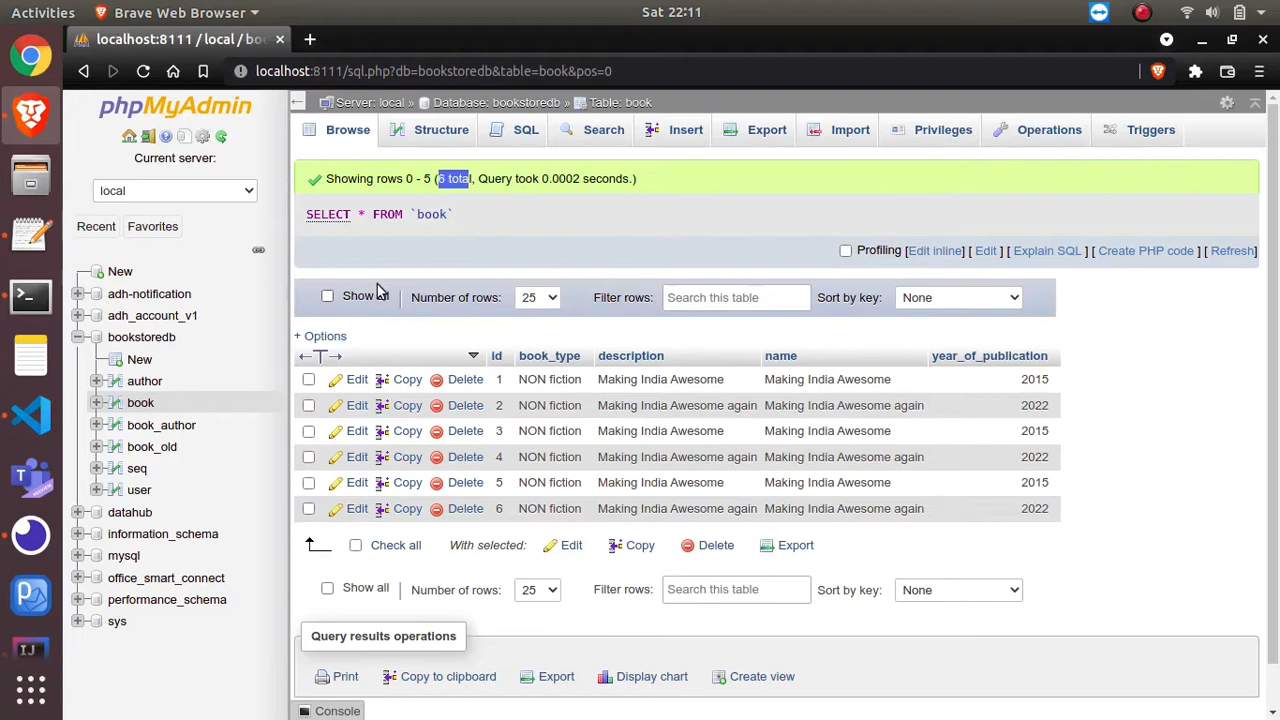 Activities Brave Web Browser Sat 22:11
localhost:8111 / local / bo
localhost:8111/sql.php?db=bookstoredb&table=book&pos=0
phpMyAdmin
Current server:
local
Recent Favorites
New
adh-notification
adh_account_v1
bookstoredb
New
author
book
book_author
book_old
seq
user
datahub
information_schema
mysql
office_smart_connect
performance_schema
sys
Server: local » Database: bookstoredb » Table: book
Browse Structure SQL Search Insert Export Import Privileges Operations Triggers
Showing rows 0 - 5 (6 total, Query took 0.0002 seconds.)
SELECT * FROM `book`
Profiling [Edit inline] [ Edit ] [ Explain SQL ] [ Create PHP code ] [ Refresh]
Show all Number of rows: 25 Filter rows: Search this table Sort by key: None
+ Options
←T→ id book_type description name year_of_publication
Edit Copy Delete 1 NON fiction Making India Awesome Making India Awesome 2015
Edit Copy Delete 2 NON fiction Making India Awesome again Making India Awesome again 2022
Edit Copy Delete 3 NON fiction Making India Awesome Making India Awesome 2015
Edit Copy Delete 4 NON fiction Making India Awesome again Making India Awesome again 2022
Edit Copy Delete 5 NON fiction Making India Awesome Making India Awesome 2015
Edit Copy Delete 6 NON fiction Making India Awesome again Making India Awesome again 2022
Check all With selected: Edit Copy Delete Export
Show all Number of rows: 25 Filter rows: Search this table Sort by key: None
Query results operations
Print Copy to clipboard Export Display chart Create view
Console